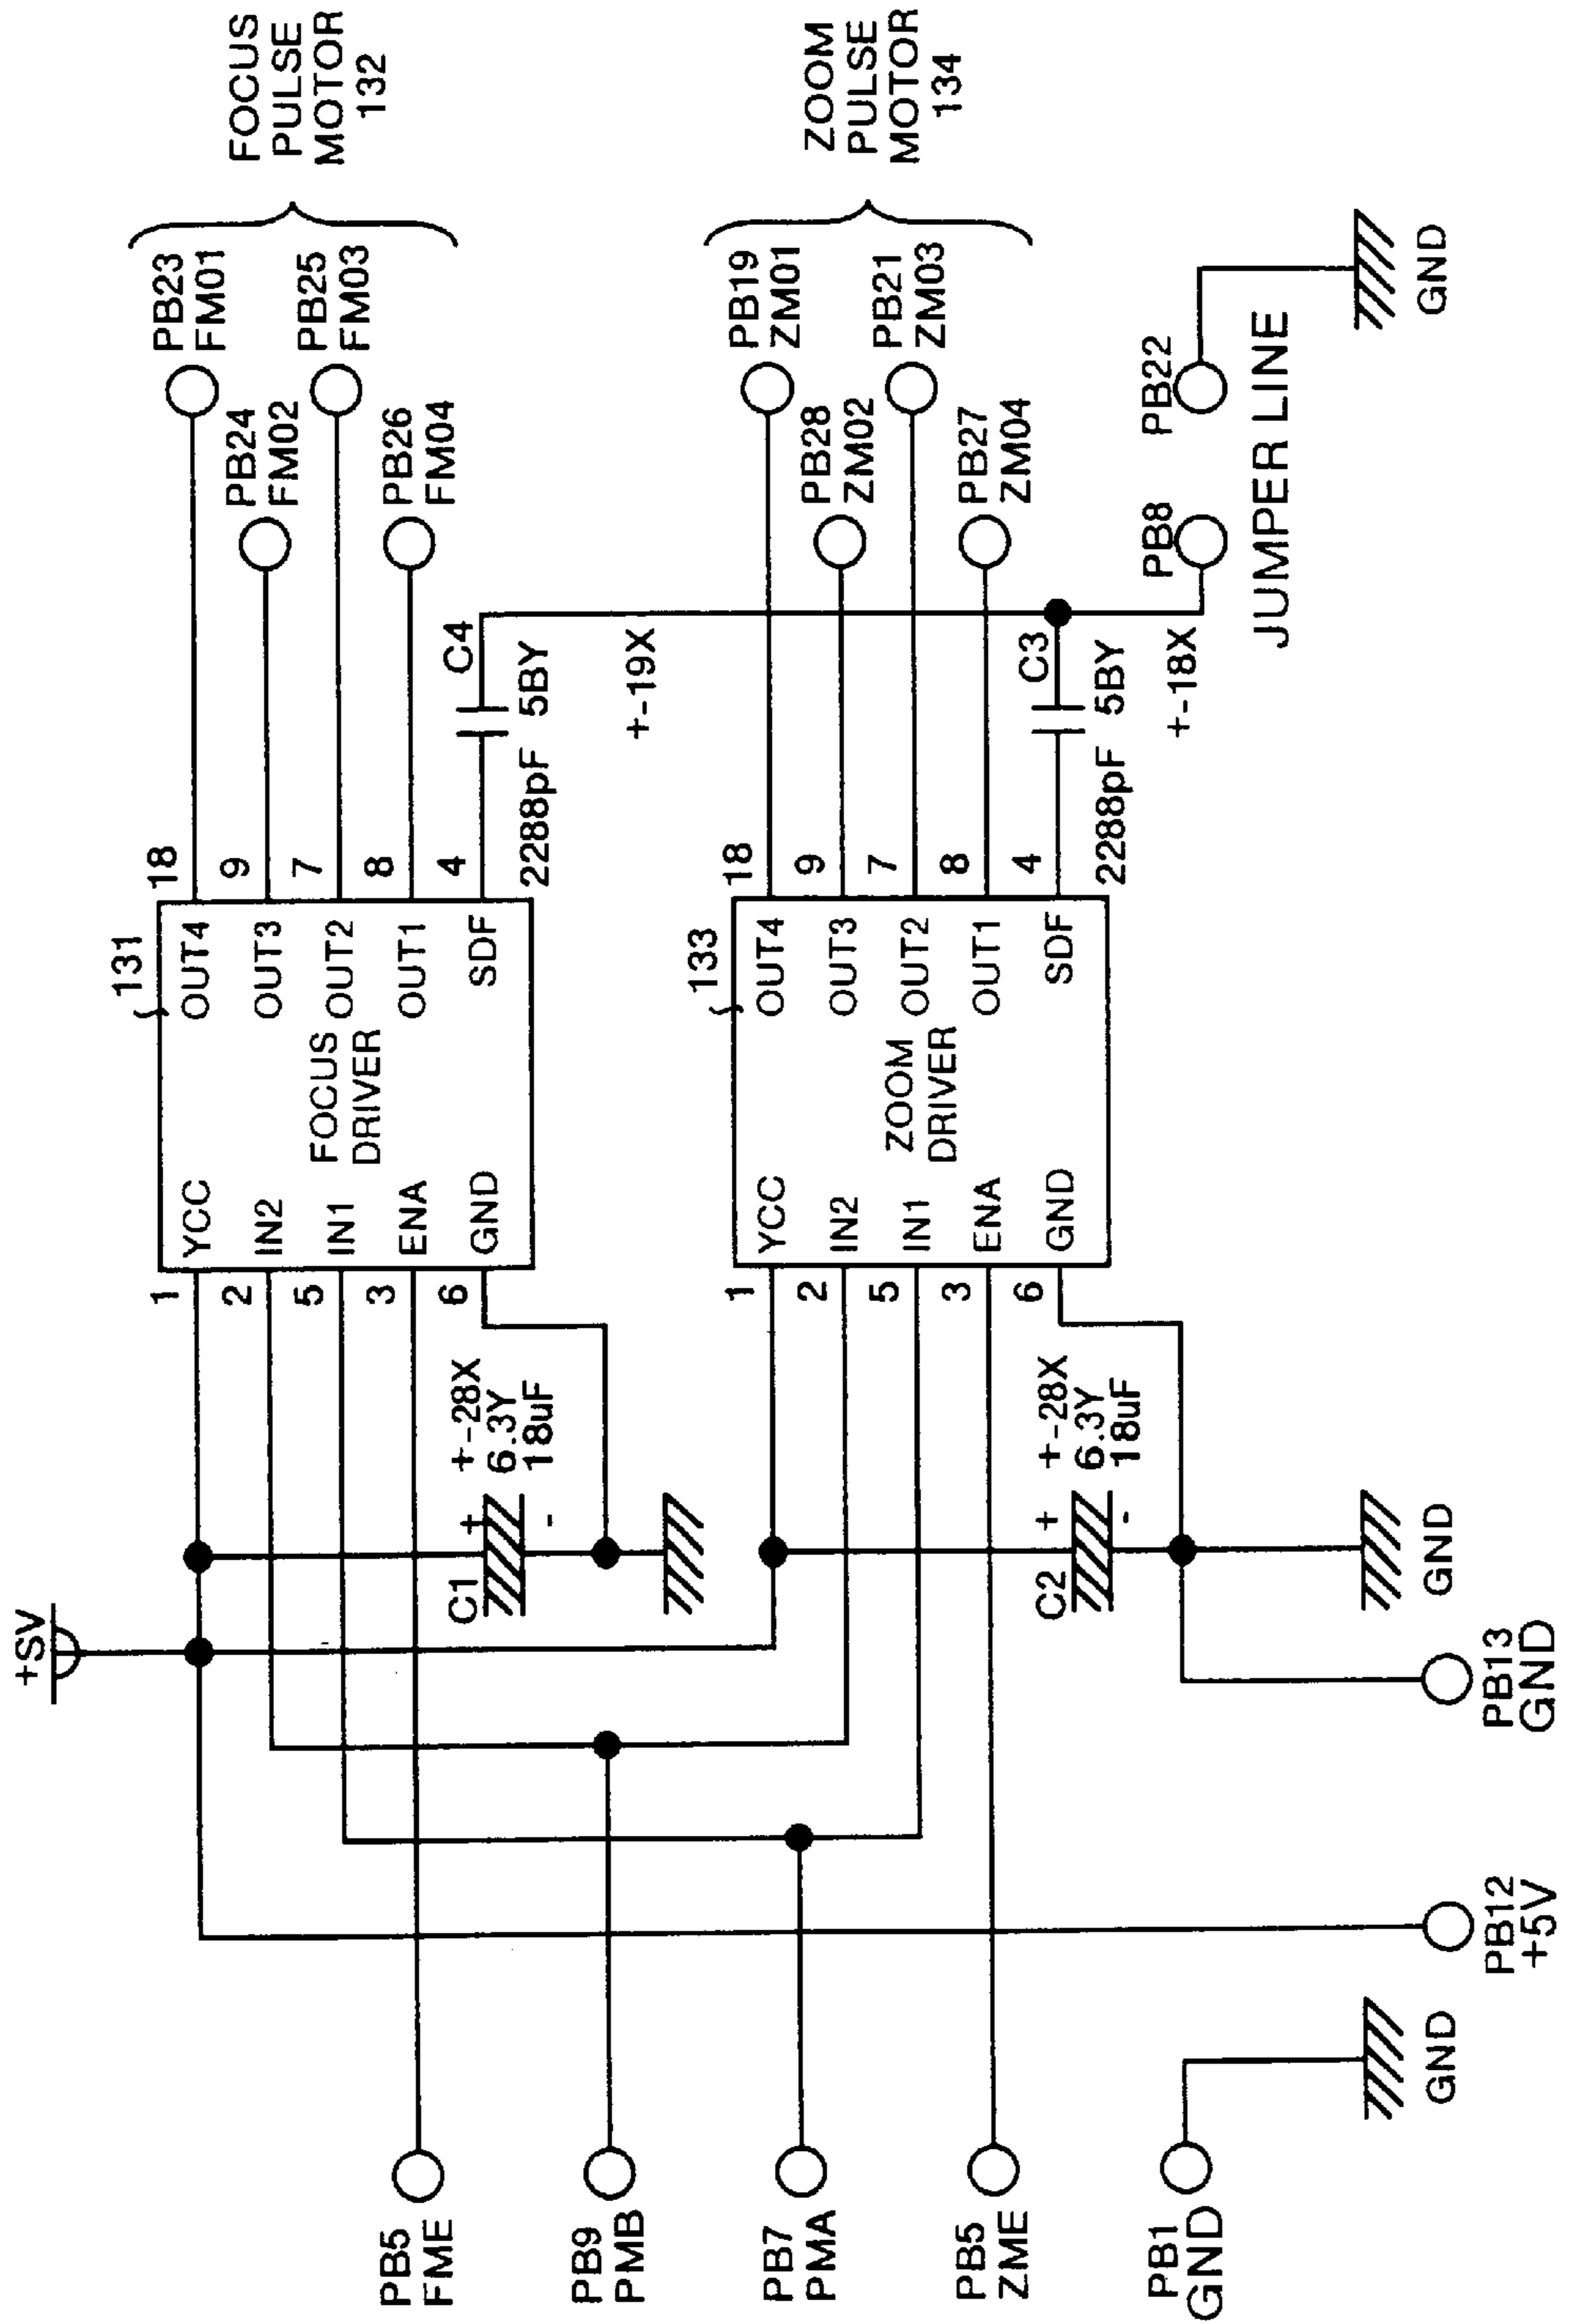 +SV
PB5
FME
PB9
PMB
PB7
PMA
PB5
ZME
PB1
GND
GND
PB12
+5V
PB13
GND
GND
C1
+
-
+-28X
6.3Y
18uF
C2
+
-
+-28X
6.3Y
18uF
1
2
5
3
6
131
YCC
IN2
IN1
ENA
GND
FOCUS
DRIVER
OUT4
OUT3
OUT2
OUT1
SDF
18
9
7
8
4
2288pF 5BY
C4
+-19X
PB23
FM01
PB24
FM02
PB25
FM03
PB26
FM04
FOCUS
PULSE
MOTOR
132
1
2
5
3
6
133
YCC
IN2
IN1
ENA
GND
ZOOM
DRIVER
OUT4
OUT3
OUT2
OUT1
SDF
18
9
7
8
4
2288pF 5BY
C3
+-18X
PB19
ZM01
PB28
ZM02
PB21
ZM03
PB27
ZM04
ZOOM
PULSE
MOTOR
134
PB8
PB22
JUMPER LINE
GND